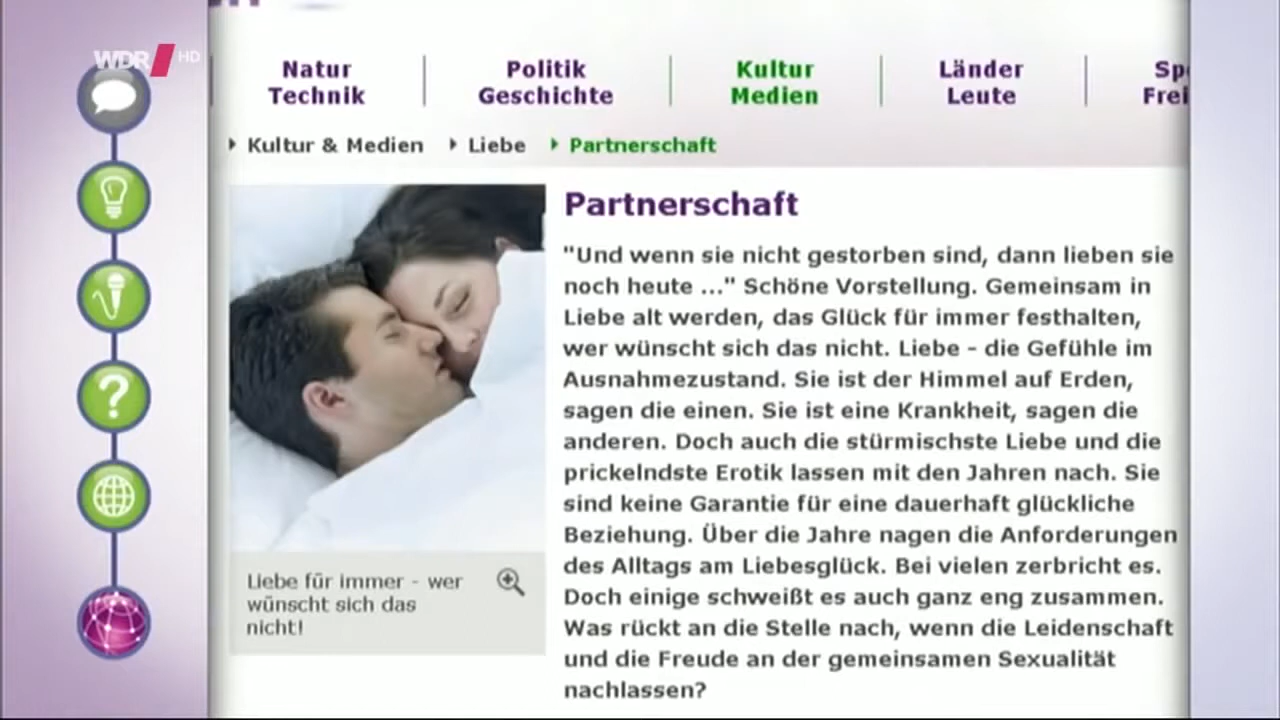 WDR HD
Natur
Technik
Politik
Geschichte
Kultur
Medien
Länder
Leute
Kultur & Medien Liebe Partnerschaft
Partnerschaft
"Und wenn sie nicht gestorben sind, dann lieben sie
noch heute ..." Schöne Vorstellung. Gemeinsam in
Liebe alt werden, das Glück für immer festhalten,
wer wünscht sich das nicht. Liebe - die Gefühle im
Ausnahmezustand. Sie ist der Himmel auf Erden,
sagen die einen. Sie ist eine Krankheit, sagen die
anderen. Doch auch die stürmischste Liebe und die
prickelndste Erotik lassen mit den Jahren nach. Sie
sind keine Garantie für eine dauerhaft glückliche
Beziehung. Über die Jahre nagen die Anforderungen
des Alltags am Liebesglück. Bei vielen zerbricht es.
Doch einige schweißt es auch ganz eng zusammen.
Was rückt an die Stelle nach, wenn die Leidenschaft
und die Freude an der gemeinsamen Sexualität
nachlassen?
Liebe für immer - wer
wünscht sich das
nicht!